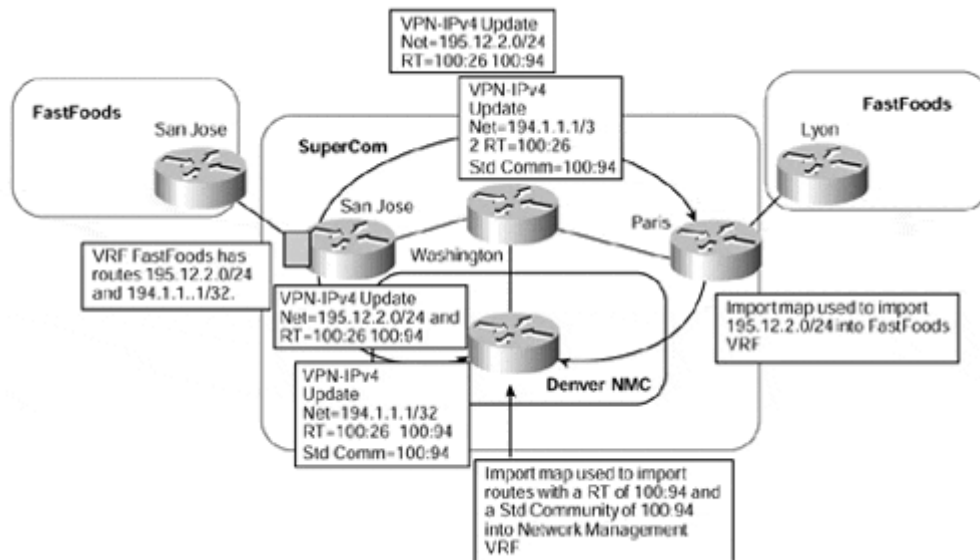 VPN-IPv4 Update
Net=195.12.2.0/24
RT=100:26 100:94
FastFoods
San Jose
SuperCom
VPN-IPv4
Update
Net=194.1.1.1/3
2 RT=100:26
Std Comm=100:94
FastFoods
Lyon
San Jose
Washington
Paris
VRF FastFoods has
routes 195.12.2.0/24
and 194.1.1..1/32.
VPN-IPv4 Update
Net=195.12.2.0/24 and
RT=100:26 100:94
Import map used to import
195.12.2.0/24 into FastFoods
VRF
Denver NMC
VPN-IPv4
Update
Net=194.1.1.1/32
RT=100:26 100:94
Std Comm=100:94
Import map used to import
routes with a RT of 100:94 and
a Std Community of 100:94
into Network Management
VRF